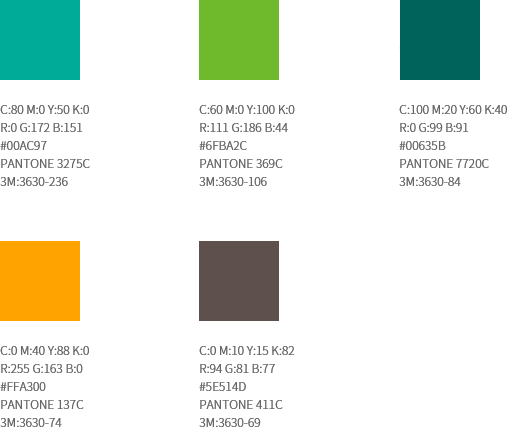 C:80 M:0 Y:50 K:0
R:0 G:172 B:151
#00AC97
PANTONE 3275C
3M:3630-236
C:60 M:0 Y:100 K:0
R:111 G:186 B:44
#6FBA2C
PANTONE 369C
3M:3630-106
C:100 M:20 Y:60 K:40
R:0 G:99 B:91
#00635B
PANTONE 7720C
3M:3630-84
C:0 M:40 Y:88 K:0
R:255 G:163 B:0
#FFA300
PANTONE 137C
3M:3630-74
C:0 M:10 Y:15 K:82
R:94 G:81 B:77
#5E514D
PANTONE 411C
3M:3630-69